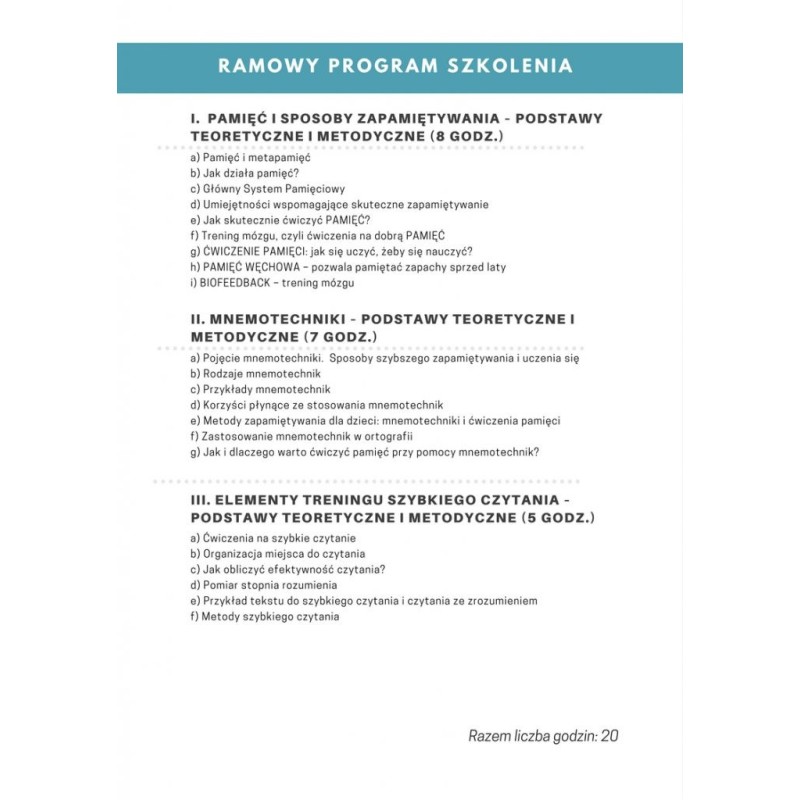 RAMOWY PROGRAM SZKOLENIA
I. PAMIĘĆ I SPOSOBY ZAPAMIĘTYWANIA - PODSTAWY
TEORETYCZNE I METODYCZNE (8 GODZ.)
a) Pamięć i metapamięć
b) Jak działa pamięć?
c) Główny System Pamięciowy
d) Umiejętności wspomagające skuteczne zapamiętywanie
e) Jak skutecznie ćwiczyć PAMIĘĆ?
f) Trening mózgu, czyli ćwiczenia na dobrą PAMIĘĆ
g) ĆWICZENIE PAMIĘCI: jak się uczyć, żeby się nauczyć?
h) PAMIĘĆ WĘCHOWA – pozwala pamiętać zapachy sprzed laty
i) BIOFEEDBACK – trening mózgu
II. MNEMOTECHNIKI - PODSTAWY TEORETYCZNE I
METODYCZNE (7 GODZ.)
a) Pojęcie mnemotechniki. Sposoby szybszego zapamiętywania i uczenia się
b) Rodzaje mnemotechnik
c) Przykłady mnemotechnik
d) Korzyści płynące ze stosowania mnemotechnik
e) Metody zapamiętywania dla dzieci: mnemotechniki i ćwiczenia pamięci
f) Zastosowanie mnemotechnik w ortografii
g) Jak i dlaczego warto ćwiczyć pamięć przy pomocy mnemotechnik?
III. ELEMENTY TRENINGU SZYBKIEGO CZYTANIA -
PODSTAWY TEORETYCZNE I METODYCZNE (5 GODZ.)
a) Ćwiczenia na szybkie czytanie
b) Organizacja miejsca do czytania
c) Jak obliczyć efektywność czytania?
d) Pomiar stopnia rozumienia
e) Przykład tekstu do szybkiego czytania i czytania ze zrozumieniem
f) Metody szybkiego czytania
Razem liczba godzin: 20